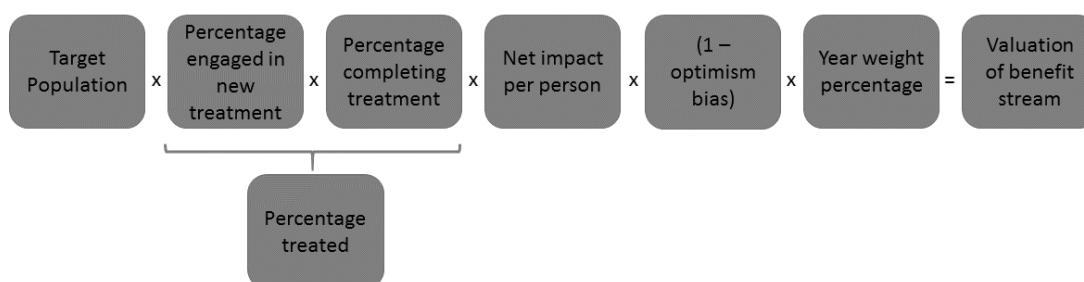 Target
Population
x
Percentage
engaged in
new
treatment
x
Percentage
completing
treatment
x
Net impact
per person
x
(1 –
optimism
bias)
x
Year weight
percentage
=
Valuation
of benefit
stream
Percentage
treated